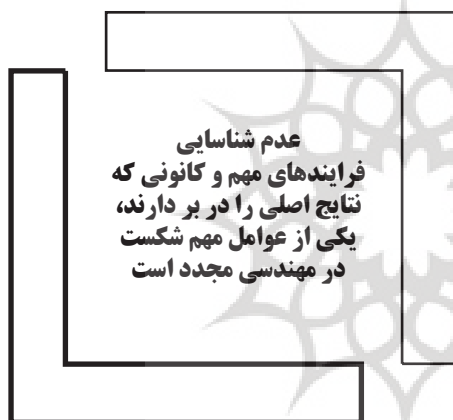 عدم شناسایی
فرایندهای مهم و کانونی که
نتایج اصلی را در بر دارند،
یکی از عوامل مهم شکست
در مهندسی مجدد است